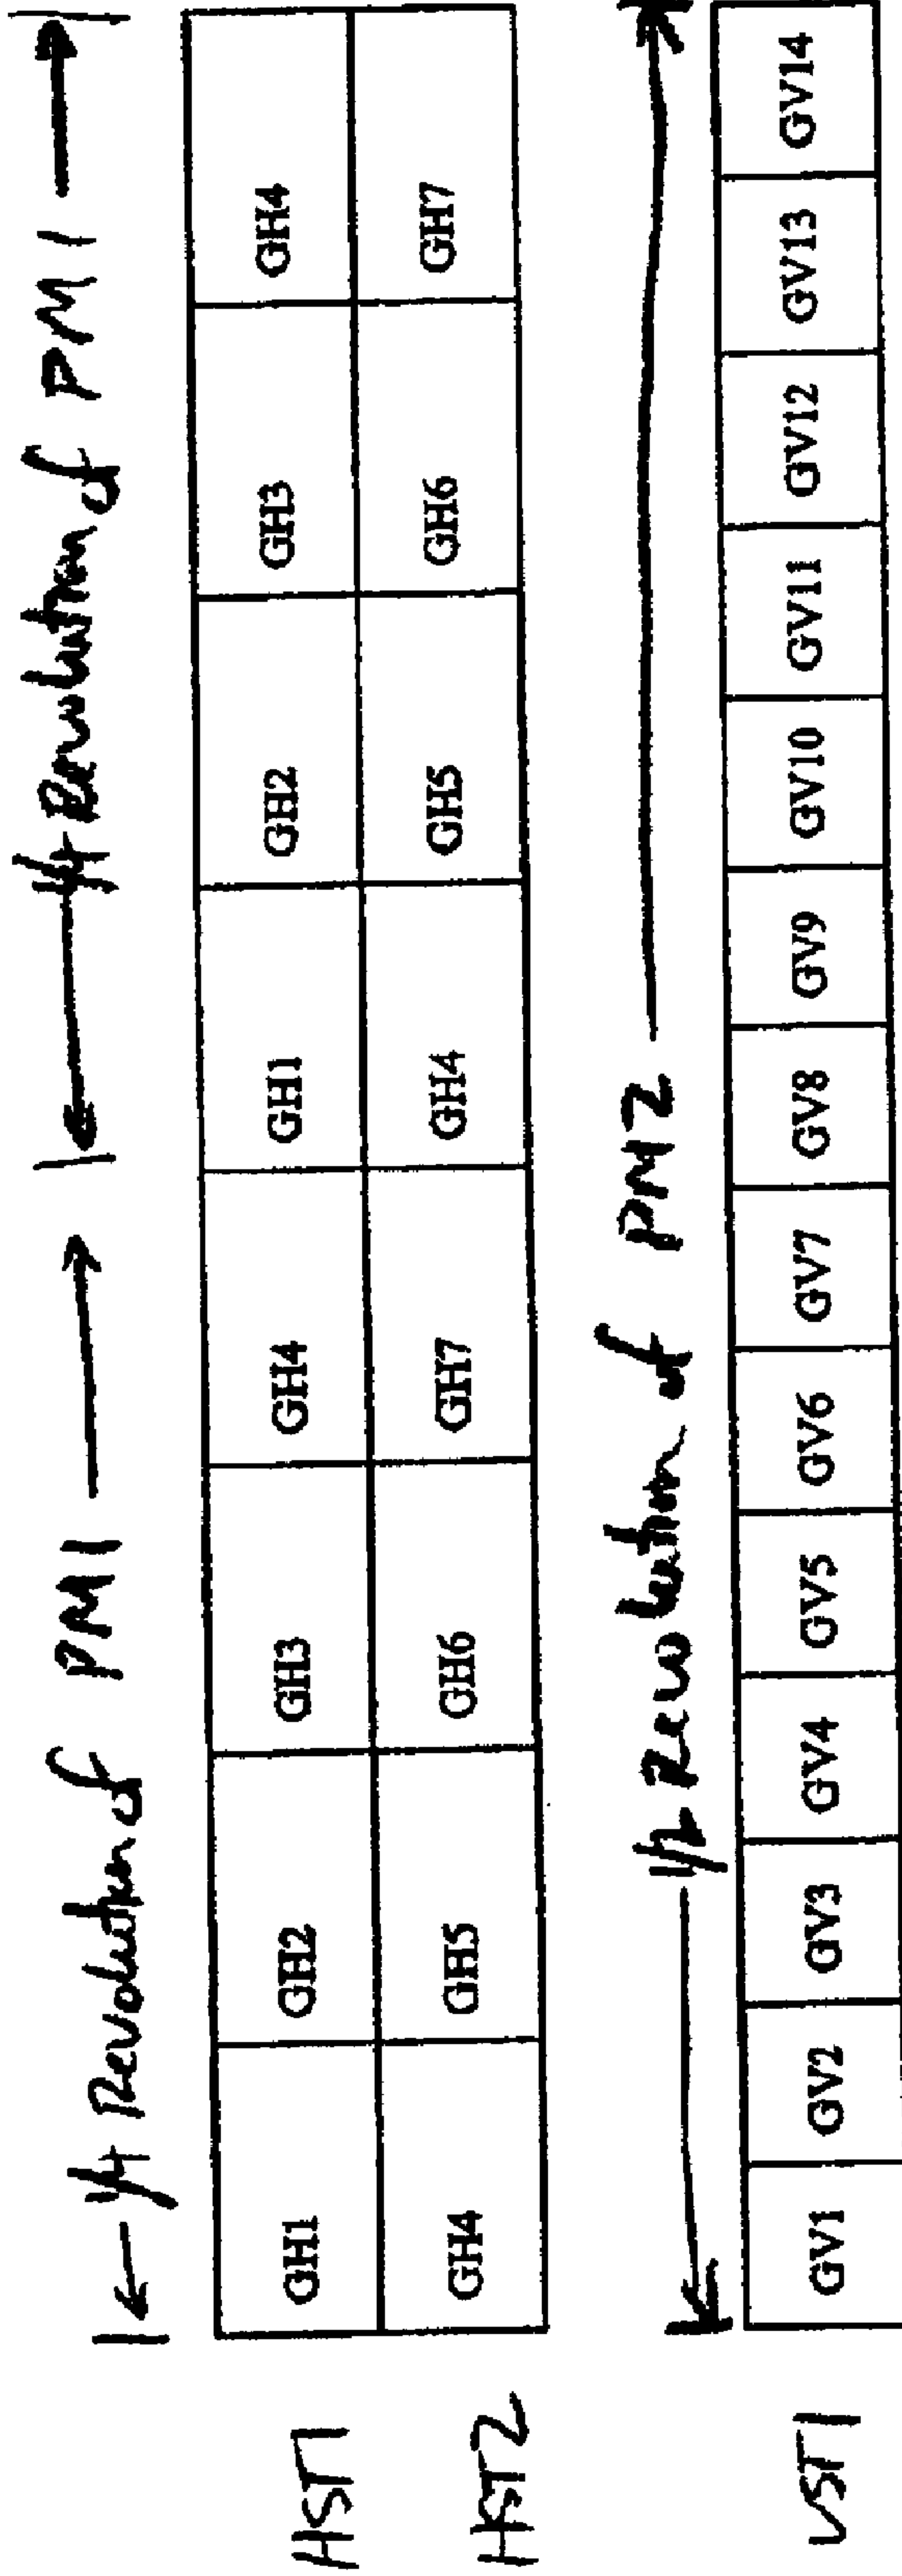 1/4 Revolution of PM1 1/4 Revolution of PM1
HST1 GH1 GH2 GH3 GH4 GH1 GH2 GH3 GH4
HST2 GH4 GH5 GH6 GH7 GH4 GH5 GH6 GH7
1/2 Revolution of PM2
VST1 GV1 GV2 GV3 GV4 GV5 GV6 GV7 GV8 GV9 GV10 GV11 GV12 GV13 GV14